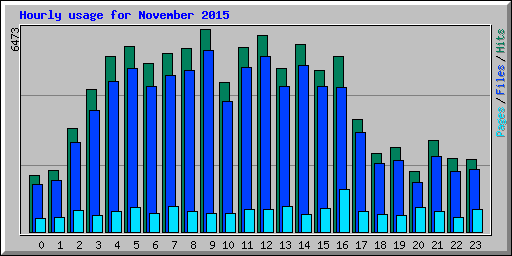 Hourly usage for November 2015
6473
Pages/Files/Hits
0 1 2 3 4 5 6 7 8 9 10 11 12 13 14 15 16 17 18 19 20 21 22 23